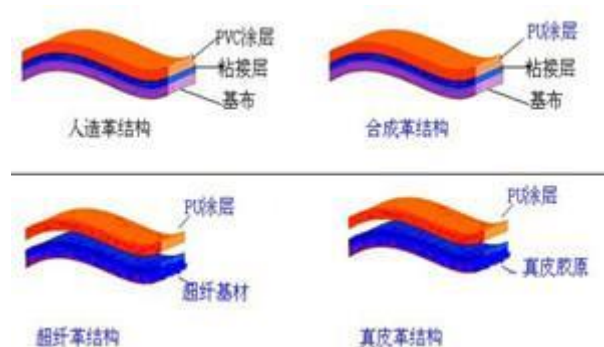 PVC涂层
粘接层
基布
人造革结构
PU涂层
粘接层
基布
合成革结构
PU涂层
超纤基材
超纤革结构
PU涂层
真皮胶原
真皮革结构